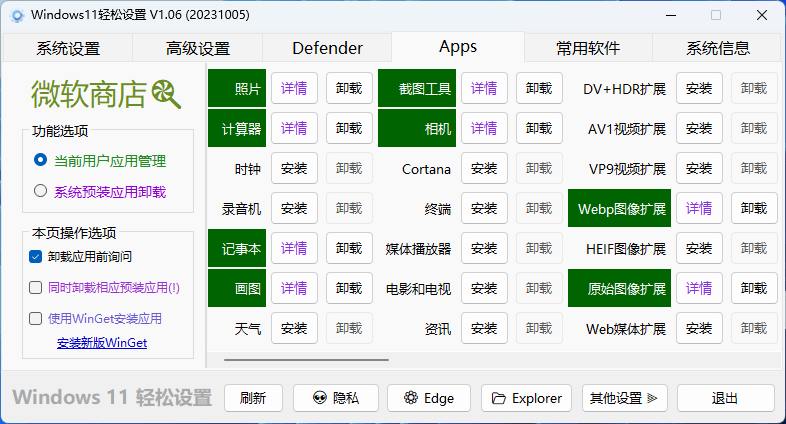 Windows11轻松设置 V1.06 (20231005)
系统设置 高级设置 Defender Apps 常用软件 系统信息
微软商店
功能选项
当前用户应用管理
系统预装应用卸载
本页操作选项
卸载应用前询问
同时卸载相应预装应用(!)
使用WinGet安装应用
安装新版WinGet
照片 详情 卸载 截图工具 详情 卸载 DV+HDR扩展 安装 卸载
计算器 详情 卸载 相机 详情 卸载 AV1视频扩展 安装 卸载
时钟 安装 卸载 Cortana 安装 卸载 VP9视频扩展 安装 卸载
录音机 安装 卸载 终端 安装 卸载 Webp图像扩展 详情 卸载
记事本 详情 卸载 媒体播放器 安装 卸载 HEIF图像扩展 安装 卸载
画图 详情 卸载 电影和电视 安装 卸载 原始图像扩展 详情 卸载
天气 安装 卸载 资讯 安装 卸载 Web媒体扩展 安装 卸载
Windows 11 轻松设置 刷新 隐私 Edge Explorer 其他设置 退出